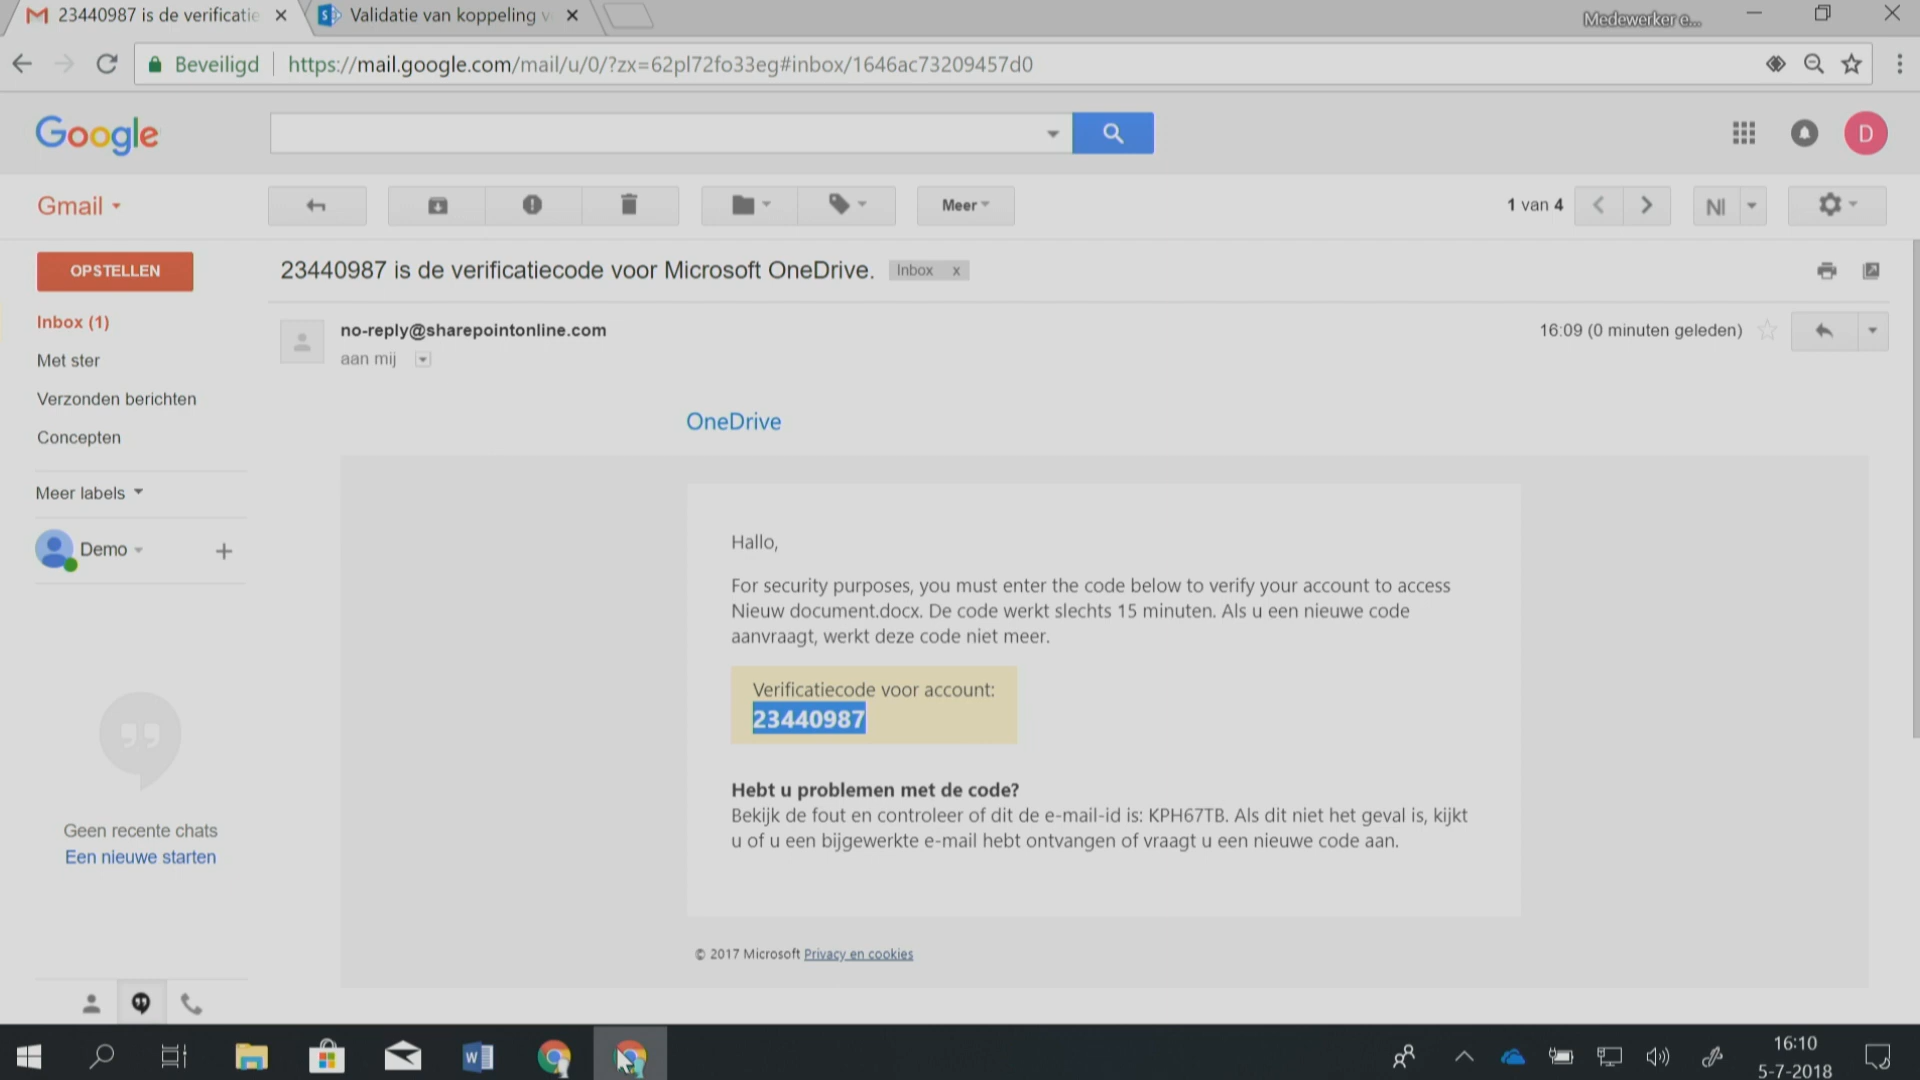 23440987 is de verificatie
Validatie van koppeling v
Medewerker e...
Beveiligd
https://mail.google.com/mail/u/0/?zx=62pl72fo33eg#inbox/1646ac73209457d0
Google
D
Gmail
Meer
1 van 4
Nl
OPSTELLEN
23440987 is de verificatiecode voor Microsoft OneDrive.
Inbox x
Inbox (1)
Met ster
Verzonden berichten
Concepten
Meer labels
Demo
no-reply@sharepointonline.com
aan mij
16:09 (0 minuten geleden)
OneDrive
Hallo,
For security purposes, you must enter the code below to verify your account to access
Nieuw document.docx. De code werkt slechts 15 minuten. Als u een nieuwe code
aanvraagt, werkt deze code niet meer.
Verificatiecode voor account:
23440987
Hebt u problemen met de code?
Bekijk de fout en controleer of dit de e-mail-id is: KPH67TB. Als dit niet het geval is, kijkt
u of u een bijgewerkte e-mail hebt ontvangen of vraagt u een nieuwe code aan.
© 2017 Microsoft Privacy en cookies
Geen recente chats
Een nieuwe starten
16:10
5-7-2018